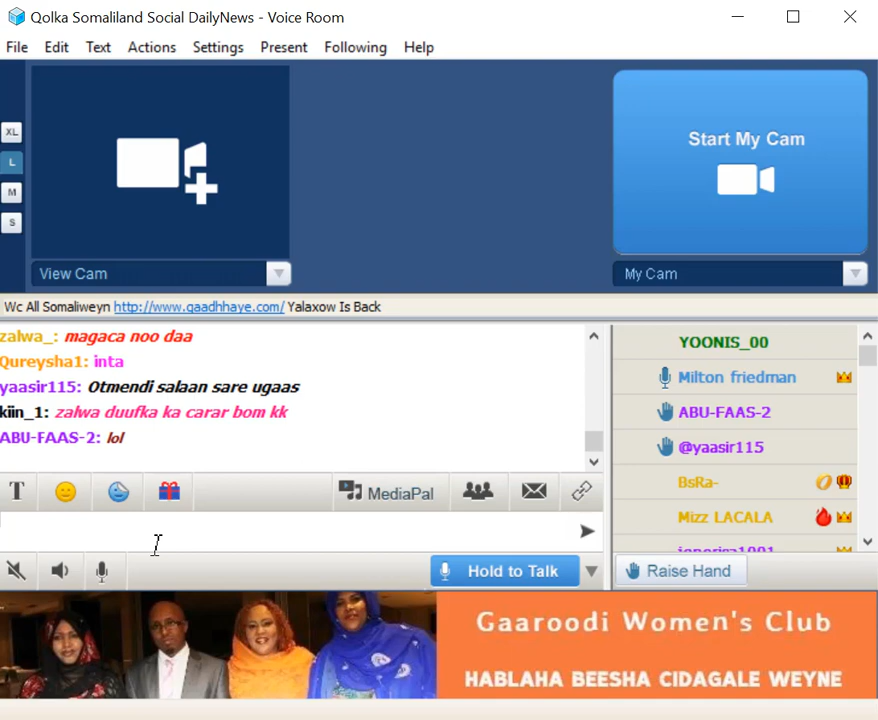 Qolka Somaliland Social DailyNews - Voice Room
File Edit Text Actions Settings Present Following Help
XL
L
M
S
Start My Cam
View Cam
My Cam
Wc All Somaliweyn http://www.qaadhhaye.com/ Yalaxow Is Back
zalwa_: magaca noo daa
Qureysha1: inta
yaasir115: Otmendi salaan sare ugaas
kiin_1: zalwa duufka ka carar bom kk
ABU-FAAS-2: lol
YOONIS_00
Milton friedman
ABU-FAAS-2
@yaasir115
BsRa-
Mizz LACALA
T
MediaPal
Hold to Talk
Raise Hand
Gaaroodi Women's Club
HABLAHA BEESHA CIDAGALE WEYNE